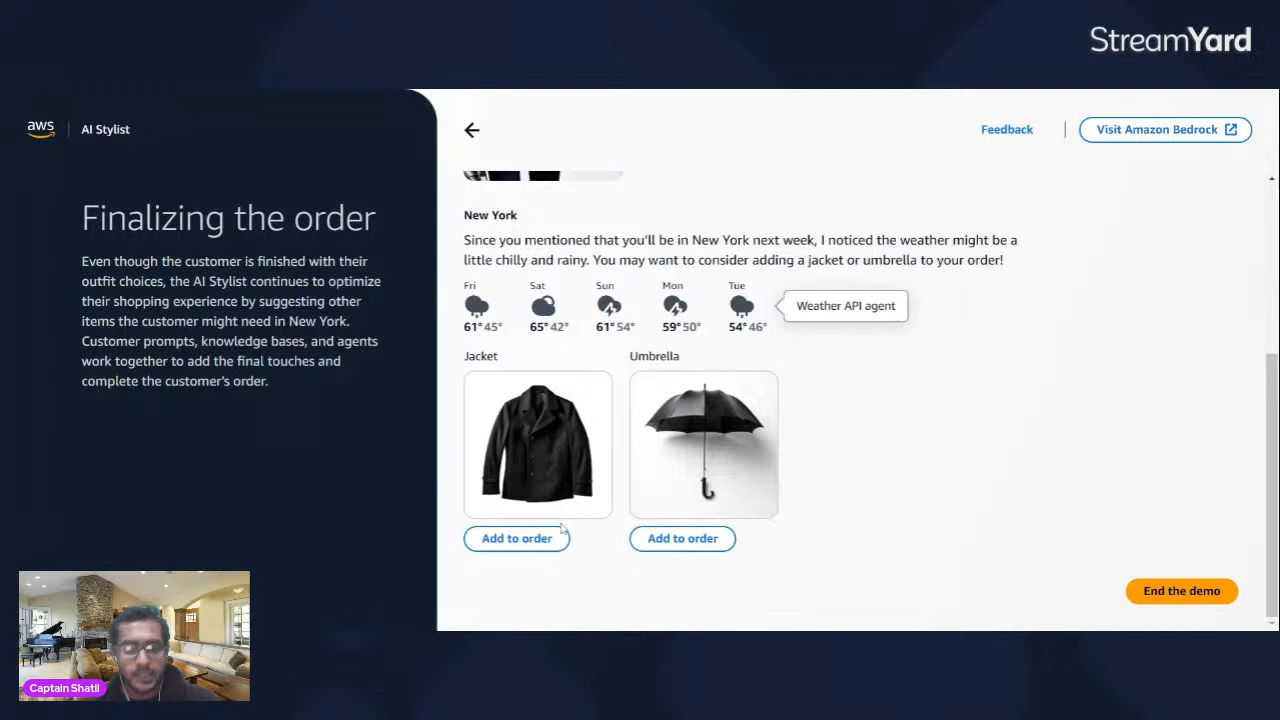 StreamYard
aws
AI Stylist
Feedback
Visit Amazon Bedrock
Finalizing the order
Even though the customer is finished with their
outfit choices, the AI Stylist continues to optimize
their shopping experience by suggesting other
items the customer might need in New York.
Customer prompts, knowledge bases, and agents
work together to add the final touches and
complete the customer's order.
New York
Since you mentioned that you'll be in New York next week, I noticed the weather might be a
little chilly and rainy. You may want to consider adding a jacket or umbrella to your order!
Fri Sat Sun Mon Tue
Weather API agent
61° 45° 65° 42° 61° 54° 59° 50° 54° 46°
Jacket Umbrella
Add to order Add to order
End the demo
Captain Shatil